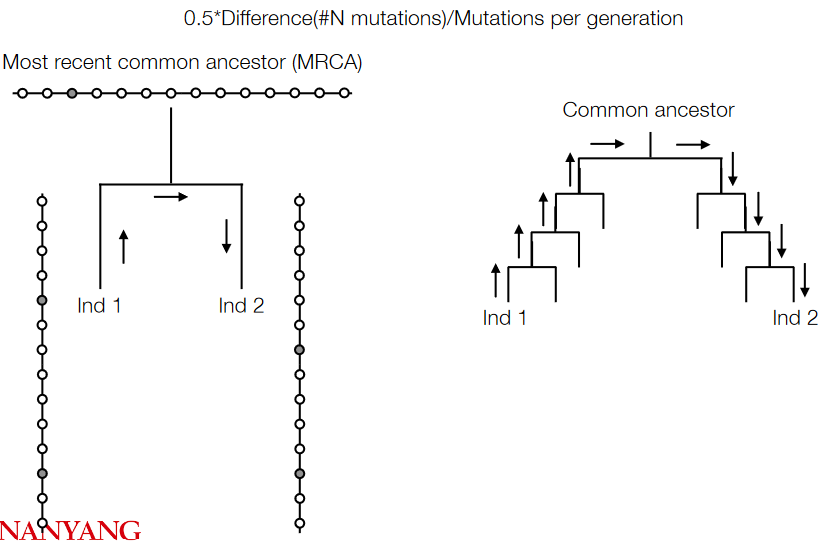 0.5*Difference(#N mutations)/Mutations per generation
Most recent common ancestor (MRCA)
Common ancestor
Ind 1
Ind 2
Ind 1
Ind 2
NANYANG